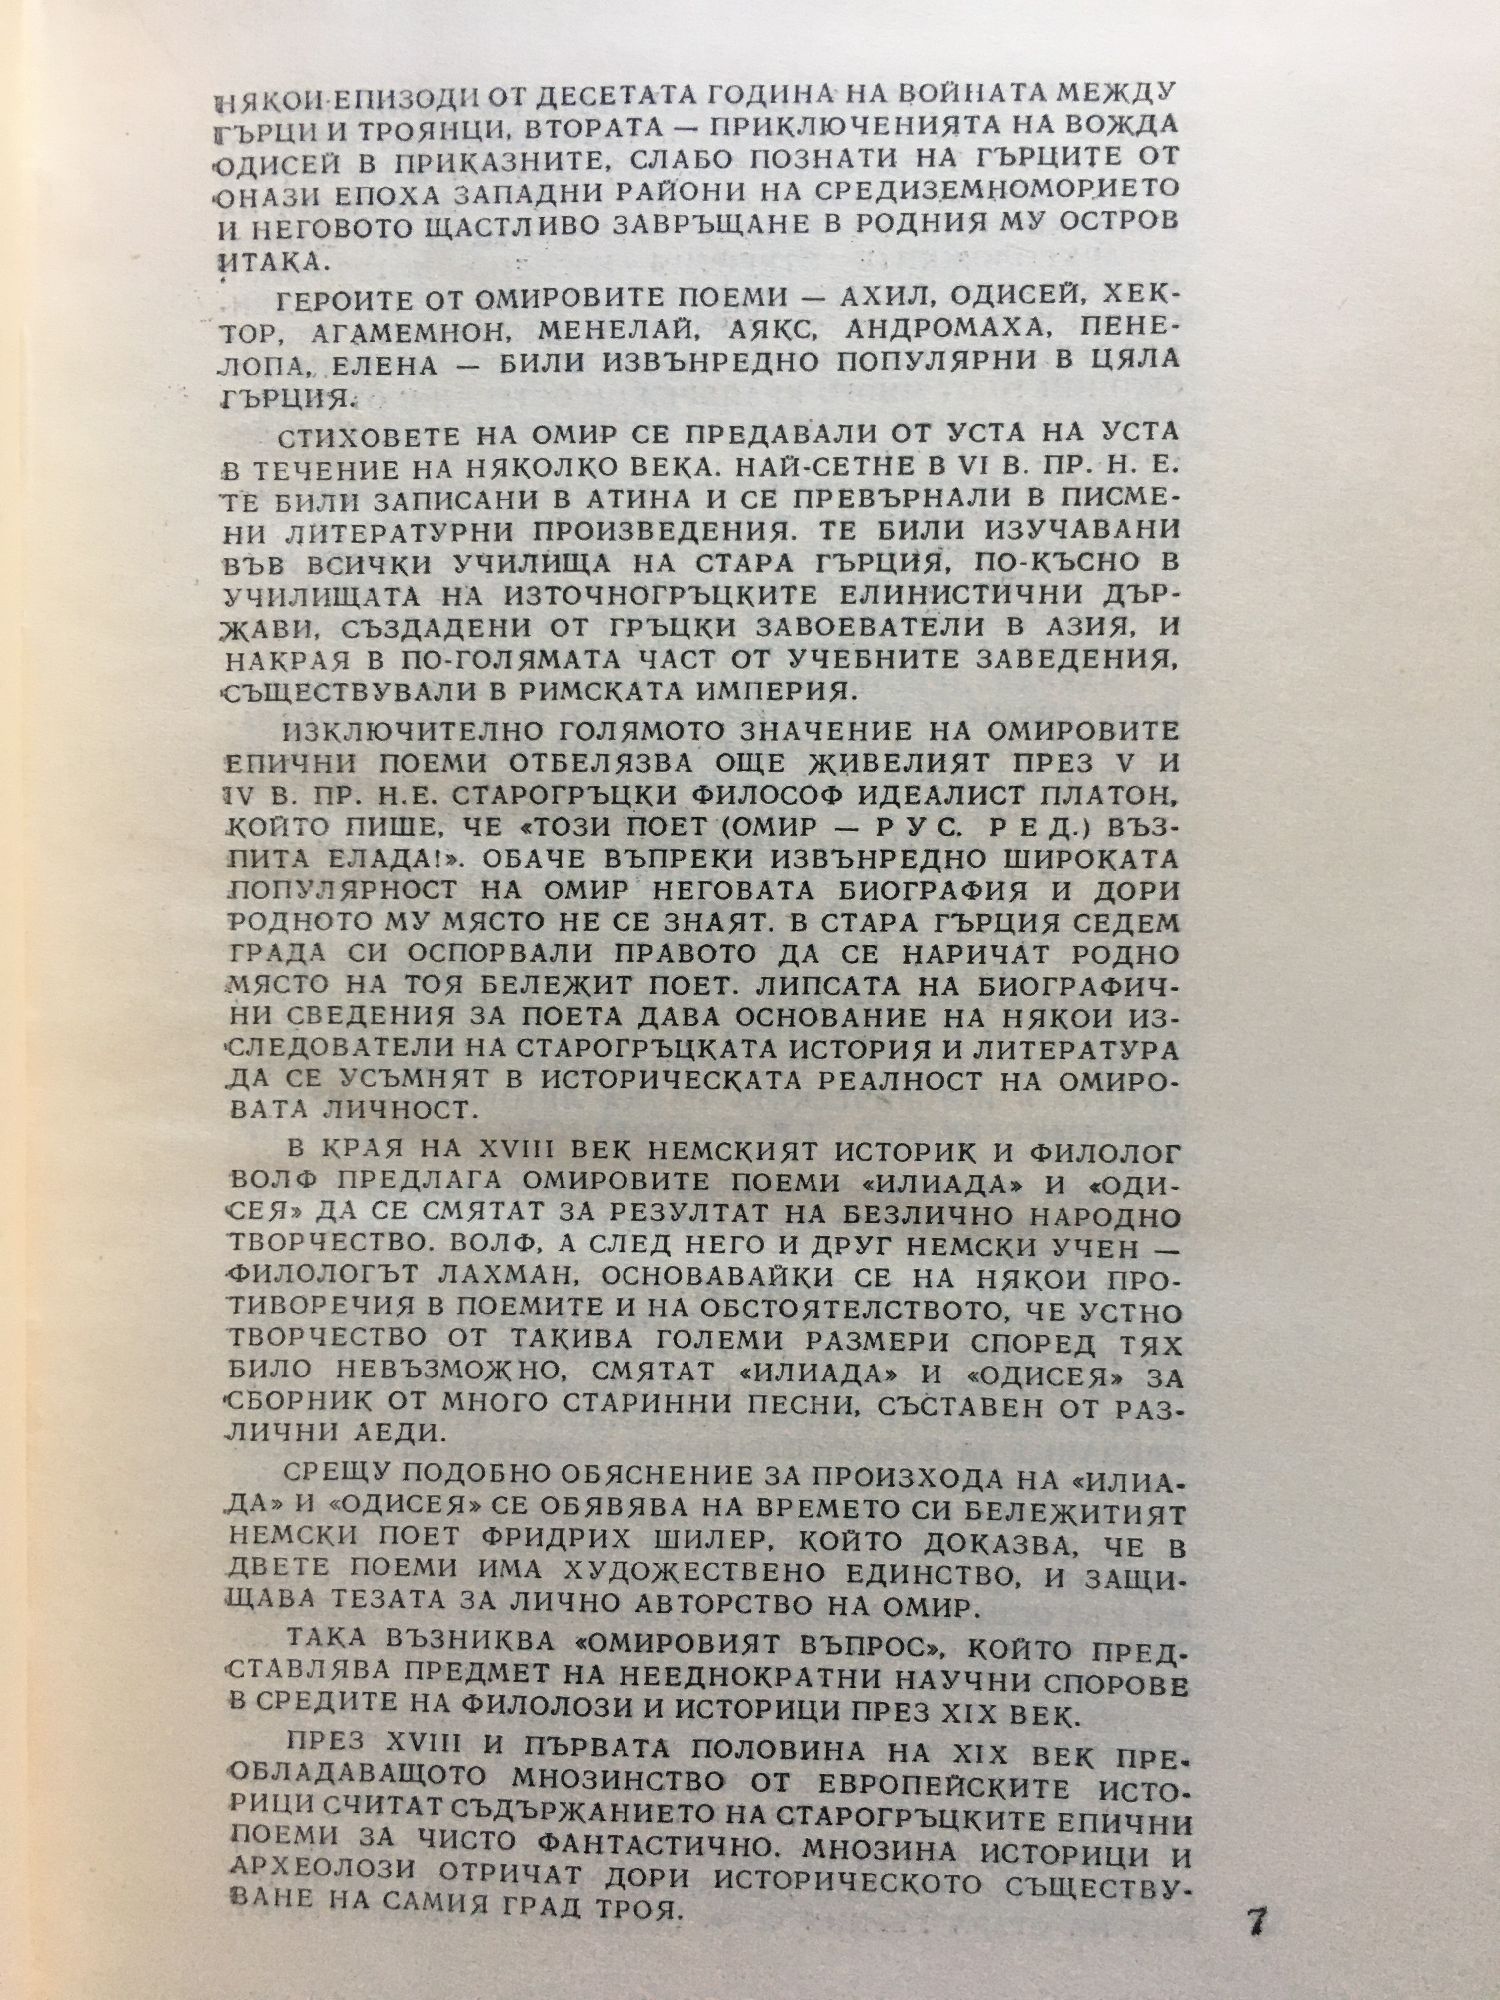 НЯКОИ ЕПИЗОДИ ОТ ДЕСЕТАТА ГОДИНА НА ВОЙНАТА МЕЖДУ
ГЪРЦИ И ТРОЯНЦИ, ВТОРАТА — ПРИКЛЮЧЕНИЯТА НА ВОЖДА
ОДИСЕЙ В ПРИКАЗНИТЕ, СЛАБО ПОЗНАТИ НА ГЪРЦИТЕ ОТ
ОНАЗИ ЕПОХА ЗАПАДНИ РАЙОНИ НА СРЕДИЗЕМНОМОРИЕТО
И НЕГОВОТО ЩАСТЛИВО ЗАВРЪЩАНЕ В РОДНИЯ МУ ОСТРОВ
ИТАКА.
ГЕРОИТЕ ОТ ОМИРОВИТЕ ПОЕМИ — АХИЛ, ОДИСЕЙ, ХЕК-
ТОР, АГАМЕМНОН, МЕНЕЛАЙ, АЯКС, АНДРОМАХА, ПЕНЕ-
ЛОПА, ЕЛЕНА — БИЛИ ИЗВЪНРЕДНО ПОПУЛЯРНИ В ЦЯЛА
ГЪРЦИЯ.
СТИХОВЕТЕ НА ОМИР СЕ ПРЕДАВАЛИ ОТ УСТА НА УСТА
В ТЕЧЕНИЕ НА НЯКОЛКО ВЕКА. НАЙ-СЕТНЕ В VI В. ПР. Н. Е.
ТЕ БИЛИ ЗАПИСАНИ В АТИНА И СЕ ПРЕВЪРНАЛИ В ПИСМЕ-
НИ ЛИТЕРАТУРНИ ПРОИЗВЕДЕНИЯ. ТЕ БИЛИ ИЗУЧАВАНИ
ВЪВ ВСИЧКИ УЧИЛИЩА НА СТАРА ГЪРЦИЯ, ПО-КЪСНО В
УЧИЛИЩАТА НА ИЗТОЧНОГРЪЦКИТЕ ЕЛИНИСТИЧНИ ДЪР-
ЖАВИ, СЪЗДАДЕНИ ОТ ГРЪЦКИ ЗАВОЕВАТЕЛИ В АЗИЯ, И
НАКРАЯ В ПО-ГОЛЯМАТА ЧАСТ ОТ УЧЕБНИТЕ ЗАВЕДЕНИЯ,
СЪЩЕСТВУВАЛИ В РИМСКАТА ИМПЕРИЯ.
ИЗКЛЮЧИТЕЛНО ГОЛЯМОТО ЗНАЧЕНИЕ НА ОМИРОВИТЕ
ЕПИЧНИ ПОЕМИ ОТБЕЛЯЗВА ОЩЕ ЖИВЕЛИЯТ ПРЕЗ V И
IV В. ПР. Н.Е. СТАРОГРЪЦКИ ФИЛОСОФ ИДЕАЛИСТ ПЛАТОН,
КОЙТО ПИШЕ, ЧЕ «ТОЗИ ПОЕТ (ОМИР — Р У С. Р Е Д.) ВЪЗ-
ПИТА ЕЛАДА!». ОБАЧЕ ВЪПРЕКИ ИЗВЪНРЕДНО ШИРОКАТА
ПОПУЛЯРНОСТ НА ОМИР НЕГОВАТА БИОГРАФИЯ И ДОРИ
РОДНОТО МУ МЯСТО НЕ СЕ ЗНАЯТ. В СТАРА ГЪРЦИЯ СЕДЕМ
ГРАДА СИ ОСПОРВАЛИ ПРАВОТО ДА СЕ НАРИЧАТ РОДНО
МЯСТО НА ТОЯ БЕЛЕЖИТ ПОЕТ. ЛИПСАТА НА БИОГРАФИЧ-
НИ СВЕДЕНИЯ ЗА ПОЕТА ДАВА ОСНОВАНИЕ НА НЯКОИ ИЗ-
СЛЕДОВАТЕЛИ НА СТАРОГРЪЦКАТА ИСТОРИЯ И ЛИТЕРАТУРА
ДА СЕ УСЪМНЯТ В ИСТОРИЧЕСКАТА РЕАЛНОСТ НА ОМИРО-
ВАТА ЛИЧНОСТ.
В КРАЯ НА XVIII ВЕК НЕМСКИЯТ ИСТОРИК И ФИЛОЛОГ
ВОЛФ ПРЕДЛАГА ОМИРОВИТЕ ПОЕМИ «ИЛИАДА» И «ОДИ-
СЕЯ» ДА СЕ СМЯТАТ ЗА РЕЗУЛТАТ НА БЕЗЛИЧНО НАРОДНО
ТВОРЧЕСТВО. ВОЛФ, А СЛЕД НЕГО И ДРУГ НЕМСКИ УЧЕН —
ФИЛОЛОГЪТ ЛАХМАН, ОСНОВАВАЙКИ СЕ НА НЯКОИ ПРО-
ТИВОРЕЧИЯ В ПОЕМИТЕ И НА ОБСТОЯТЕЛСТВОТО, ЧЕ УСТНО
ТВОРЧЕСТВО ОТ ТАКИВА ГОЛЕМИ РАЗМЕРИ СПОРЕД ТЯХ
БИЛО НЕВЪЗМОЖНО, СМЯТАТ «ИЛИАДА» И «ОДИСЕЯ» ЗА
СБОРНИК ОТ МНОГО СТАРИННИ ПЕСНИ, СЪСТАВЕН ОТ РАЗ-
ЛИЧНИ АЕДИ.
СРЕЩУ ПОДОБНО ОБЯСНЕНИЕ ЗА ПРОИЗХОДА НА «ИЛИА-
ДА» И «ОДИСЕЯ» СЕ ОБЯВЯВА НА ВРЕМЕТО СИ БЕЛЕЖИТИЯТ
НЕМСКИ ПОЕТ ФРИДРИХ ШИЛЕР, КОЙТО ДОКАЗВА, ЧЕ В
ДВЕТЕ ПОЕМИ ИМА ХУДОЖЕСТВЕНО ЕДИНСТВО, И ЗАЩИ-
ЩАВА ТЕЗАТА ЗА ЛИЧНО АВТОРСТВО НА ОМИР.
ТАКА ВЪЗНИКВА «ОМИРОВИЯТ ВЪПРОС», КОЙТО ПРЕД-
СТАВЛЯВА ПРЕДМЕТ НА НЕЕДНОКРАТНИ НАУЧНИ СПОРОВЕ
В СРЕДИТЕ НА ФИЛОЛОЗИ И ИСТОРИЦИ ПРЕЗ XIX ВЕК.
ПРЕЗ XVIII И ПЪРВАТА ПОЛОВИНА НА XIX ВЕК ПРЕ-
ОБЛАДАВАЩОТО МНОЗИНСТВО ОТ ЕВРОПЕЙСКИТЕ ИСТО-
РИЦИ СЧИТАТ СЪДЪРЖАНИЕТО НА СТАРОГРЪЦКИТЕ ЕПИЧНИ
ПОЕМИ ЗА ЧИСТО ФАНТАСТИЧНО. МНОЗИНА ИСТОРИЦИ И
АРХЕОЛОЗИ ОТРИЧАТ ДОРИ ИСТОРИЧЕСКОТО СЪЩЕСТВУ-
ВАНЕ НА САМИЯ ГРАД ТРОЯ.
7